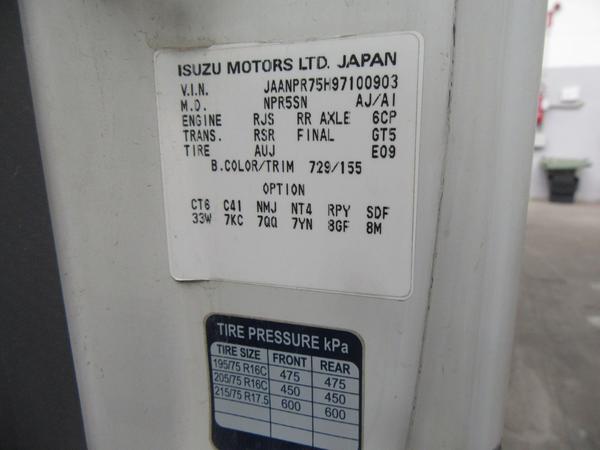 ISUZU MOTORS LTD. JAPAN
V.I.N. JAANPR75H97100903
M.D. NPR5SN AJ/AI
ENGINE RJS RR AXLE 6CP
TRANS. RSR FINAL GT5
TIRE AUJ E09
B.COLOR/TRIM 729/155
OPTION
CT6 C41 NMJ NT4 RPY SDF
33W 7KC 7QQ 7YN 8GF 8M
TIRE PRESSURE kPa
TIRE SIZE FRONT REAR
195/75 R16C 475 475
205/75 R16C 450 450
215/75 R17.5 600 600